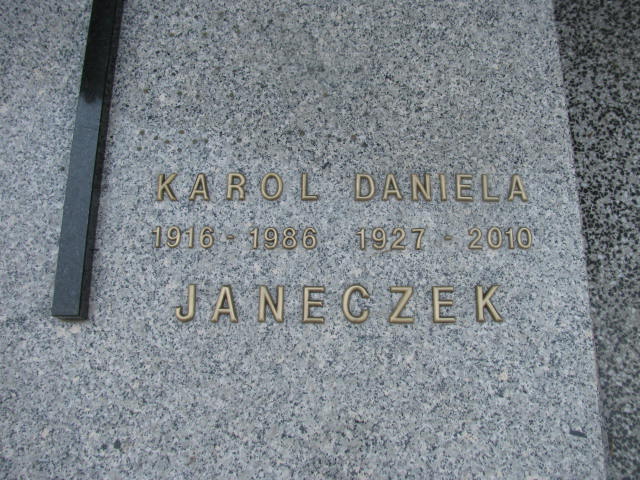 KAROL DANIELA
1916 - 1986 1927 - 2010
JANECZEK